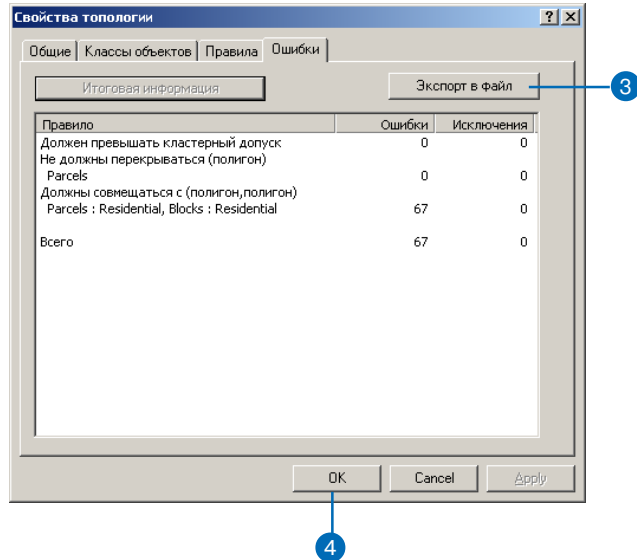 Свойства топологии
Общие Классы объектов Правила Ошибки
Итоговая информация Экспорт в файл 3
Правило Ошибки Исключения
Должен превышать кластерный допуск 0 0
Не должны перекрываться (полигон)
Parcels 0 0
Должны совмещаться с (полигон,полигон)
Parcels : Residential, Blocks : Residential 67 0
Всего 67 0
OK Cancel Apply
4